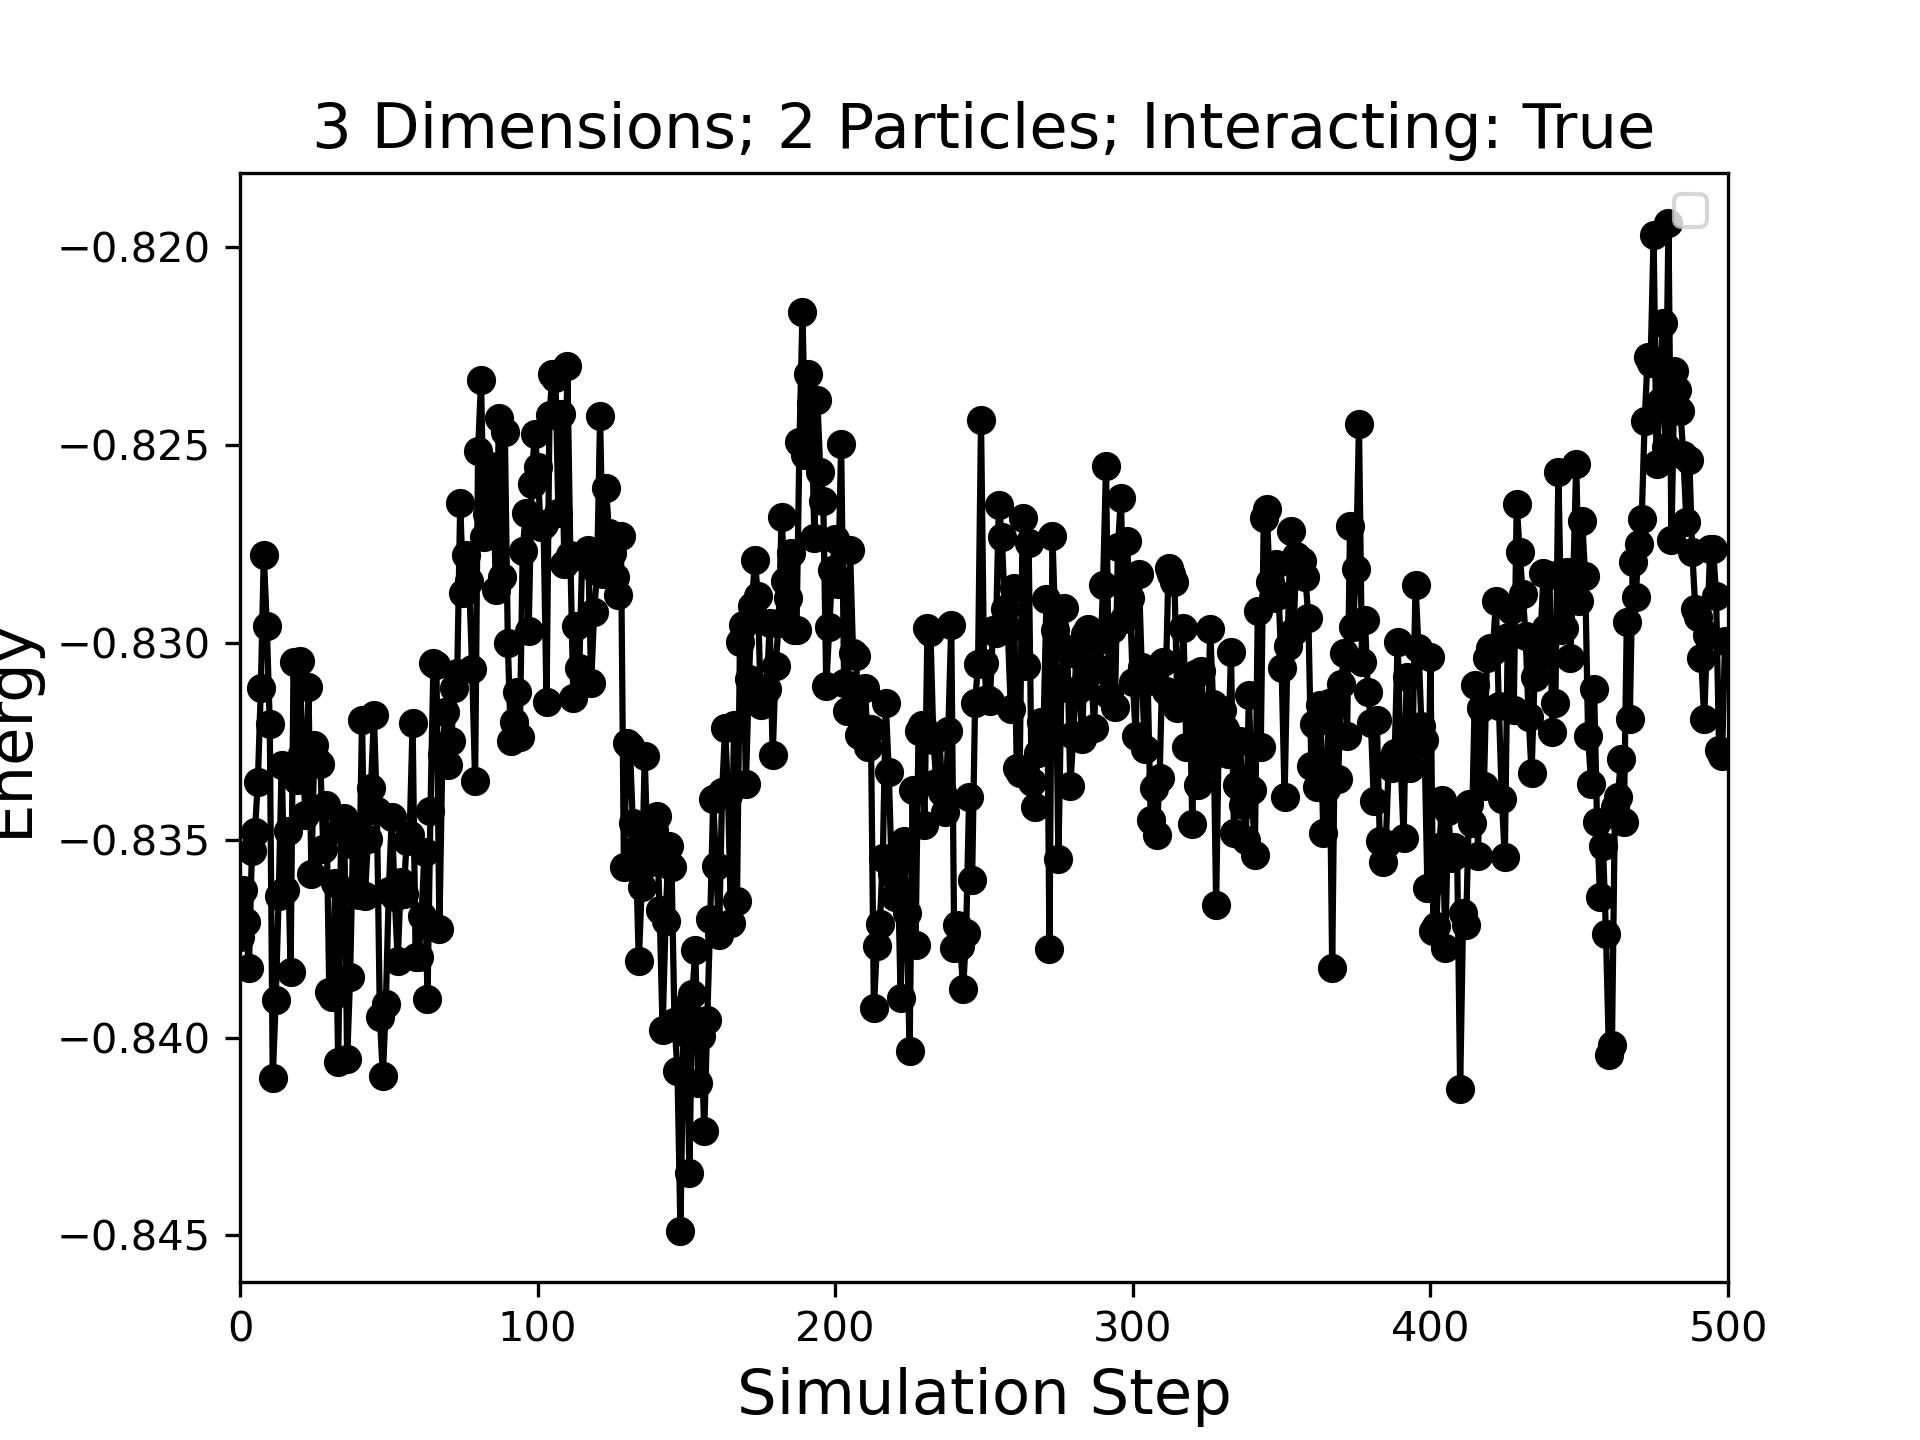 3 Dimensions; 2 Particles; Interacting: True
Energy
−0.820
−0.825
−0.830
−0.835
−0.840
−0.845
0 100 200 300 400 500
Simulation Step